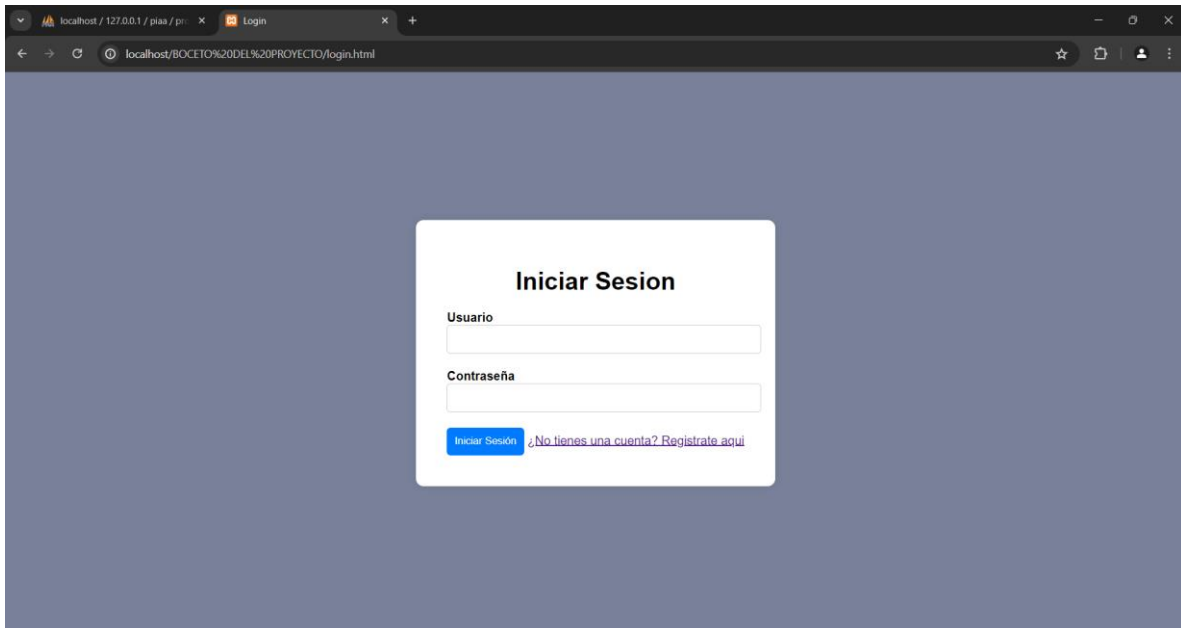 localhost / 127.0.0.1 / piaa / pr
Login
localhost/BOCETO%20DEL%20PROYECTO/login.html
Iniciar Sesion
Usuario
Contraseña
Iniciar Sesión ¿No tienes una cuenta? Registrate aqui